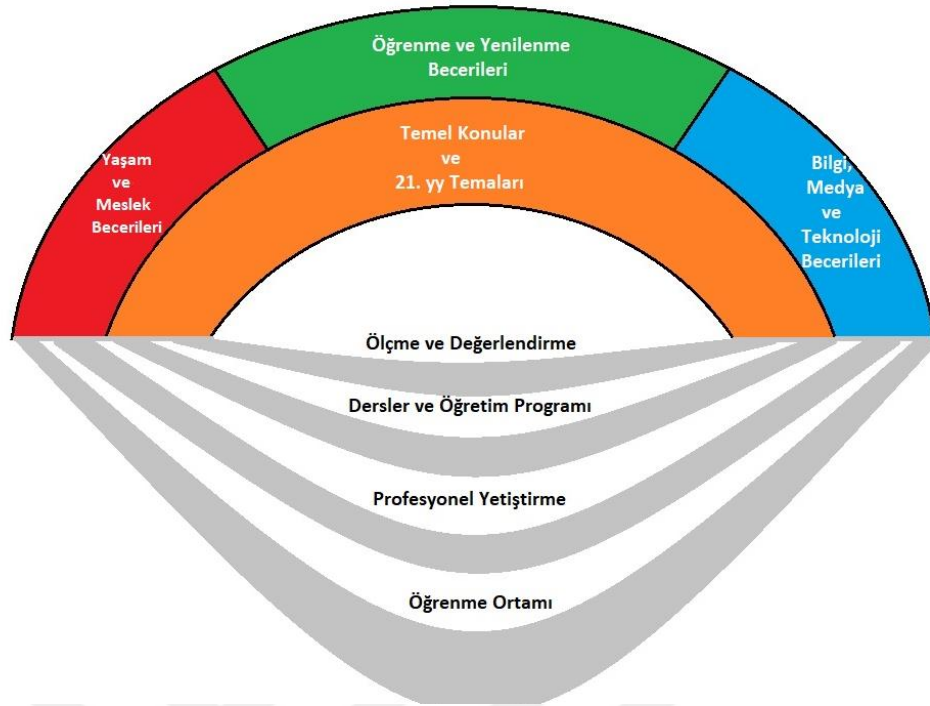 Öğrenme ve Yenilenme
Becerileri
Temel Konular
ve
21. yy Temaları
Yaşam
ve
Meslek
Becerileri
Bilgi,
Medya
ve
Teknoloji
Becerileri
Ölçme ve Değerlendirme
Dersler ve Öğretim Programı
Profesyonel Yetiştirme
Öğrenme Ortamı